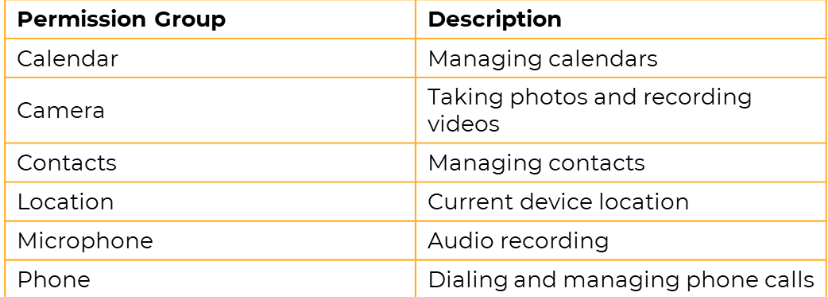 Permission Group Description
Calendar Managing calendars
Camera Taking photos and recording
videos
Contacts Managing contacts
Location Current device location
Microphone Audio recording
Phone Dialing and managing phone calls